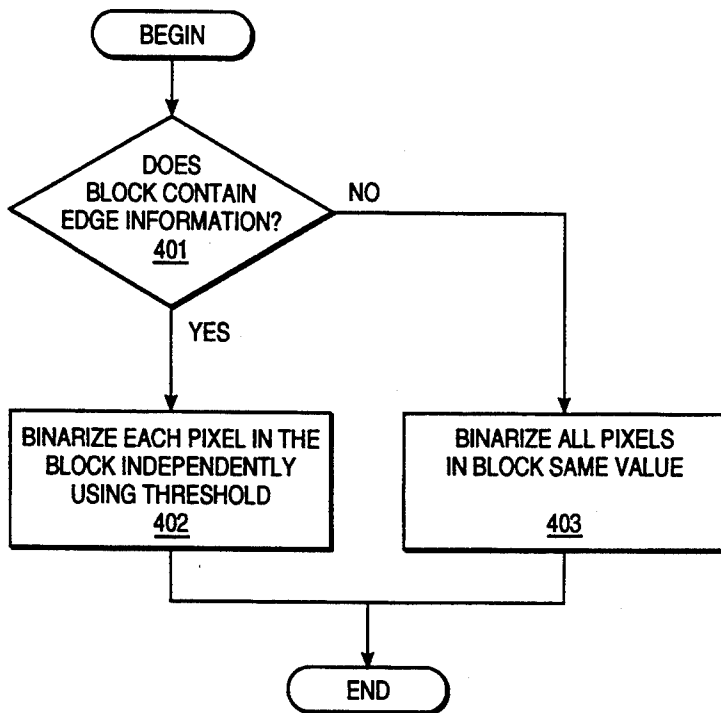 BEGIN
DOES
BLOCK CONTAIN
EDGE INFORMATION?
401
NO
YES
BINARIZE EACH PIXEL IN THE
BLOCK INDEPENDENTLY
USING THRESHOLD
402
BINARIZE ALL PIXELS
IN BLOCK SAME VALUE
403
END